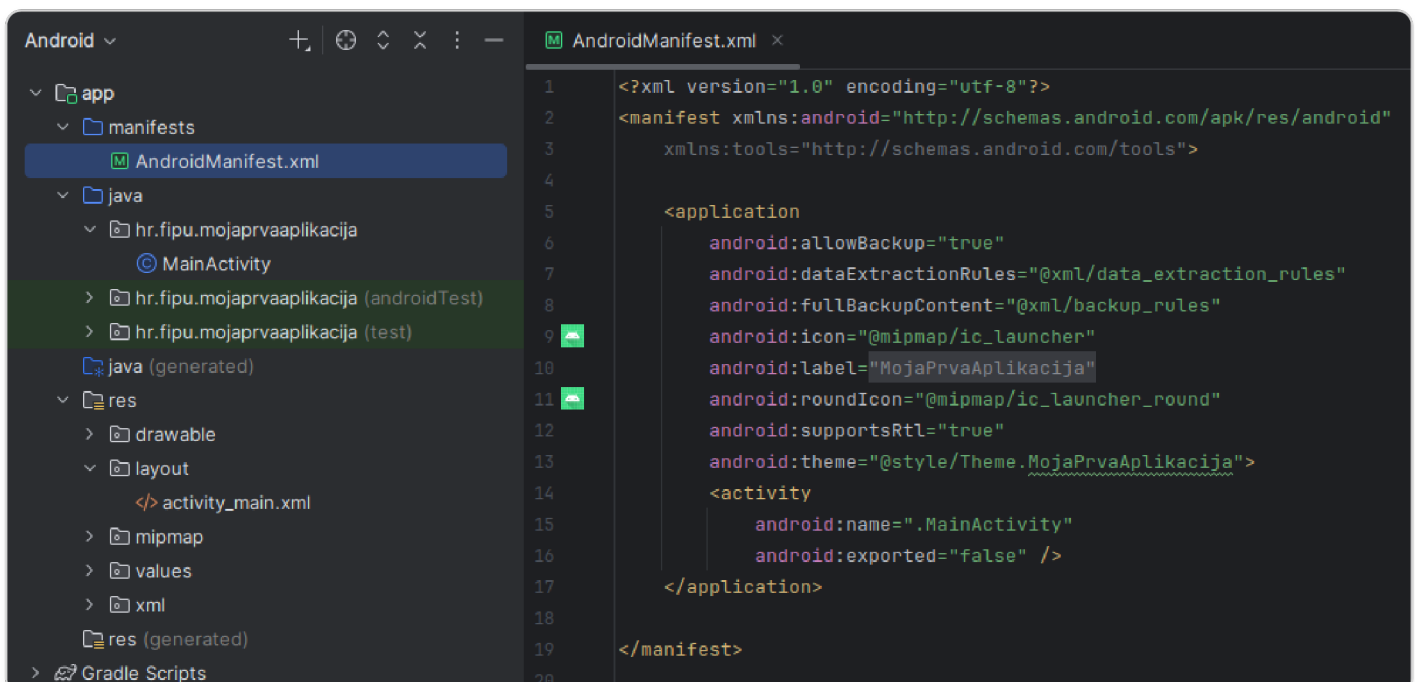 Android
app
manifests
AndroidManifest.xml
java
hr.fipu.mojaprvaaplikacija
MainActivity
hr.fipu.mojaprvaaplikacija (androidTest)
hr.fipu.mojaprvaaplikacija (test)
java (generated)
res
drawable
layout
activity_main.xml
mipmap
values
xml
res (generated)
Gradle Scripts
AndroidManifest.xml
1 <?xml version="1.0" encoding="utf-8"?>
2 <manifest xmlns:android="http://schemas.android.com/apk/res/android"
3 xmlns:tools="http://schemas.android.com/tools">
4
5 <application
6 android:allowBackup="true"
7 android:dataExtractionRules="@xml/data_extraction_rules"
8 android:fullBackupContent="@xml/backup_rules"
9 android:icon="@mipmap/ic_launcher"
10 android:label="MojaPrvaAplikacija"
11 android:roundIcon="@mipmap/ic_launcher_round"
12 android:supportsRtl="true"
13 android:theme="@style/Theme.MojaPrvaAplikacija">
14 <activity
15 android:name=".MainActivity"
16 android:exported="false" />
17 </application>
18
19 </manifest>
20